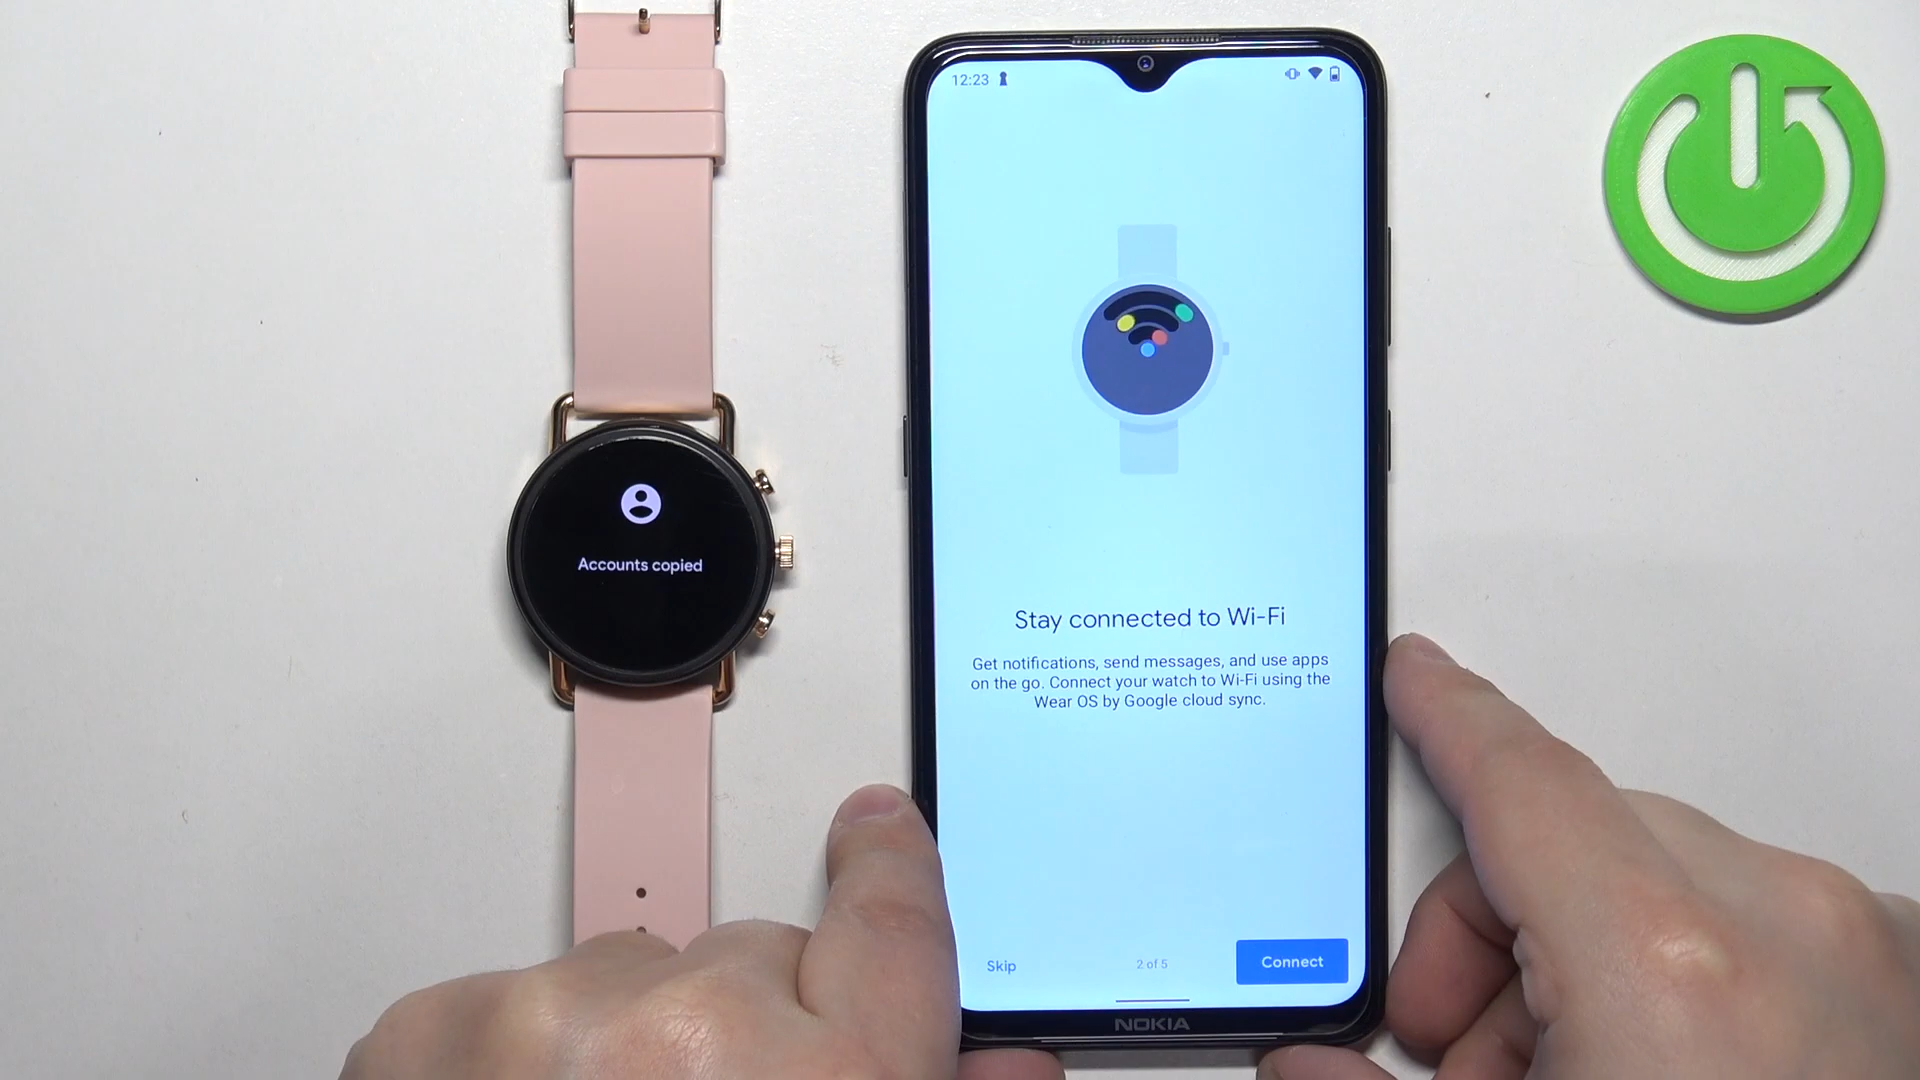 12:23
Accounts copied
Stay connected to Wi-Fi
Get notifications, send messages, and use apps
on the go. Connect your watch to Wi-Fi using the
Wear OS by Google cloud sync.
Skip
2 of 5
Connect
NOKIA